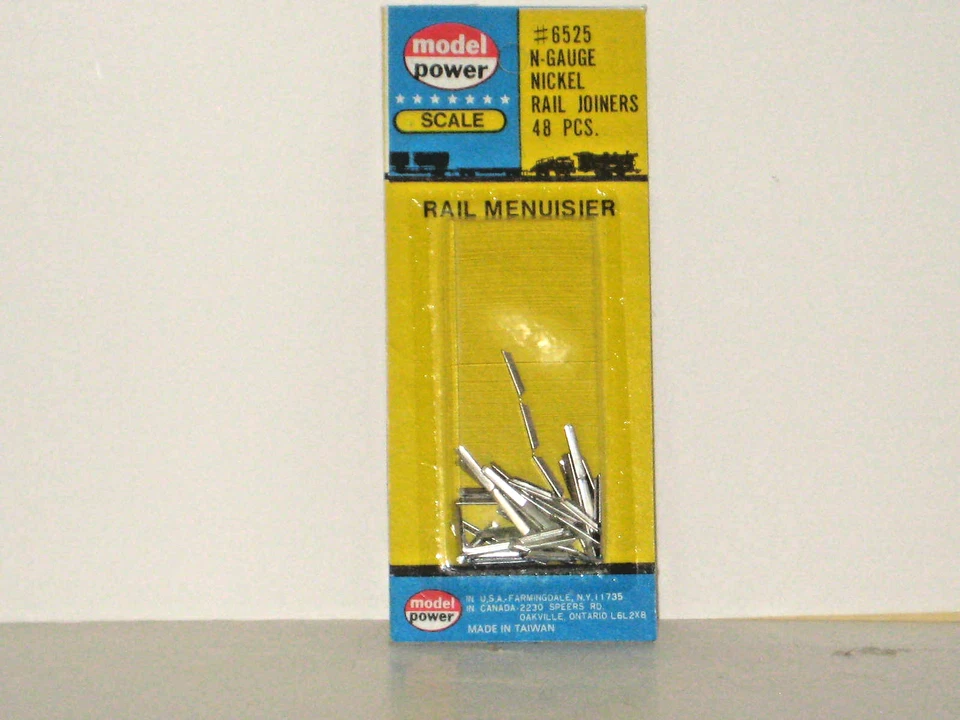 model
power
SCALE
#6525
N-GAUGE
NICKEL
RAIL JOINERS
48 PCS.
RAIL MENUISIER
model
power
IN U.S.A.-FARMINGDALE, N.Y. 11735
IN CANADA-2230 SPEERS RD.
OAKVILLE, ONTARIO L6L2X8
MADE IN TAIWAN